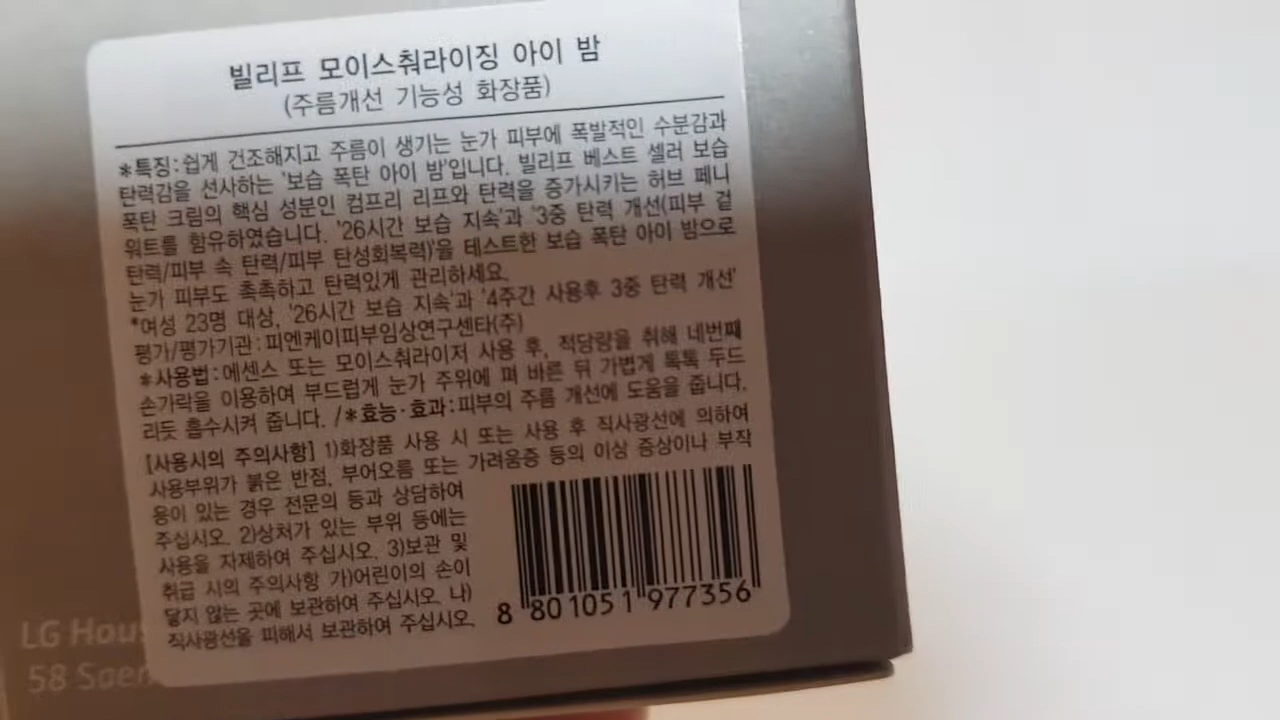 빌리프 모이스춰라이징 아이 밤
(주름개선 기능성 화장품)
*특징:쉽게 건조해지고 주름이 생기는 눈가 피부에 폭발적인 수분감과
탄력감을 선사하는 '보습 폭탄 아이 밤'입니다. 빌리프 베스트 셀러 보습
폭탄 크림의 핵심 성분인 컴프리 리프와 탄력을 증가시키는 허브 페니
워트를 함유하였습니다. '26시간 보습 지속'과 '3중 탄력 개선(피부 겉
탄력/피부 속 탄력/피부 탄성회복력)'을 테스트한 보습 폭탄 아이 밤으로
눈가 피부도 촉촉하고 탄력있게 관리하세요.
*여성 23명 대상, '26시간 보습 지속'과 '4주간 사용후 3중 탄력 개선'
평가/평가기관:피엔케이피부임상연구센타(주)
*사용법:에센스 또는 모이스춰라이저 사용 후, 적당량을 취해 네번째
손가락을 이용하여 부드럽게 눈가 주위에 펴 바른 뒤 가볍게 톡톡 두드
리듯 흡수시켜 줍니다. /*효능·효과:피부의 주름 개선에 도움을 줍니다.
[사용시의 주의사항] 1)화장품 사용 시 또는 사용 후 직사광선에 의하여
사용부위가 붉은 반점, 부어오름 또는 가려움증 등의 이상 증상이나 부작
용이 있는 경우 전문의 등과 상담하여
주십시오. 2)상처가 있는 부위 등에는
사용을 자제하여 주십시오. 3)보관 및
취급 시의 주의사항 가)어린이의 손이
닿지 않는 곳에 보관하여 주십시오. 나)
직사광선을 피해서 보관하여 주십시오.
8 801051 977356
LG Hous
58 Saem